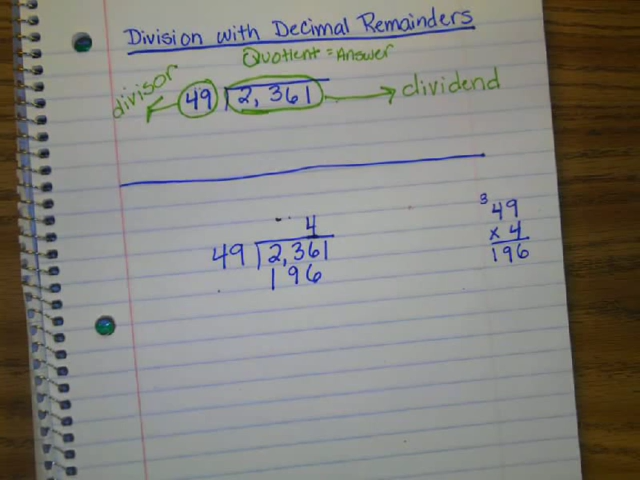 Division with Decimal Remainders
Quotient = Answer
divisor 49 2,361 dividend
3
4 49
49 2,361 x 4
196 196